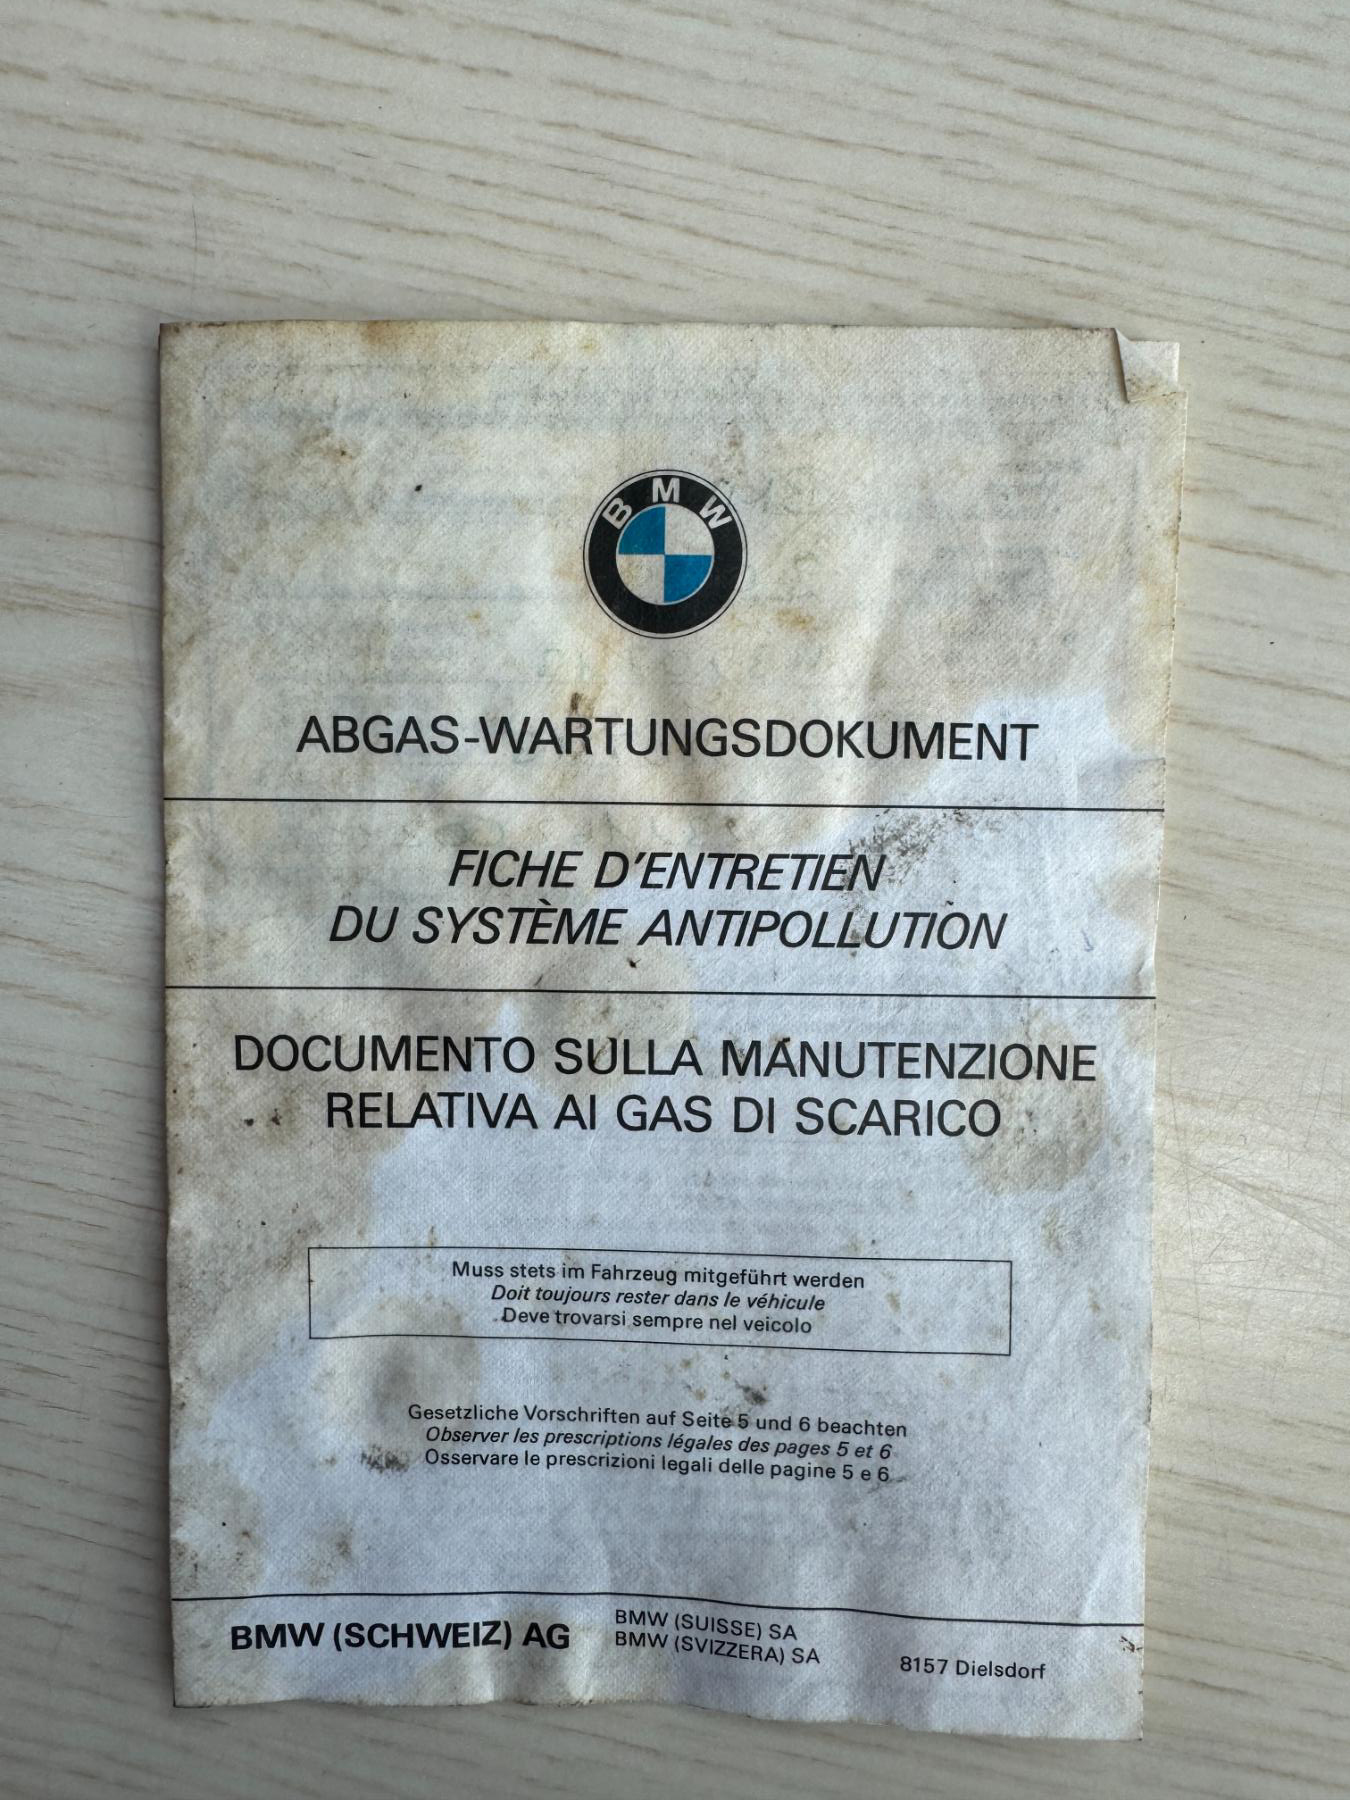 BMW
ABGAS-WARTUNGSDOKUMENT
FICHE D'ENTRETIEN
DU SYSTÈME ANTIPOLLUTION
DOCUMENTO SULLA MANUTENZIONE
RELATIVA AI GAS DI SCARICO
Muss stets im Fahrzeug mitgeführt werden
Doit toujours rester dans le véhicule
Deve trovarsi sempre nel veicolo
Gesetzliche Vorschriften auf Seite 5 und 6 beachten
Observer les prescriptions légales des pages 5 et 6
Osservare le prescrizioni legali delle pagine 5 e 6
BMW (SCHWEIZ) AG
BMW (SUISSE) SA
BMW (SVIZZERA) SA
8157 Dielsdorf